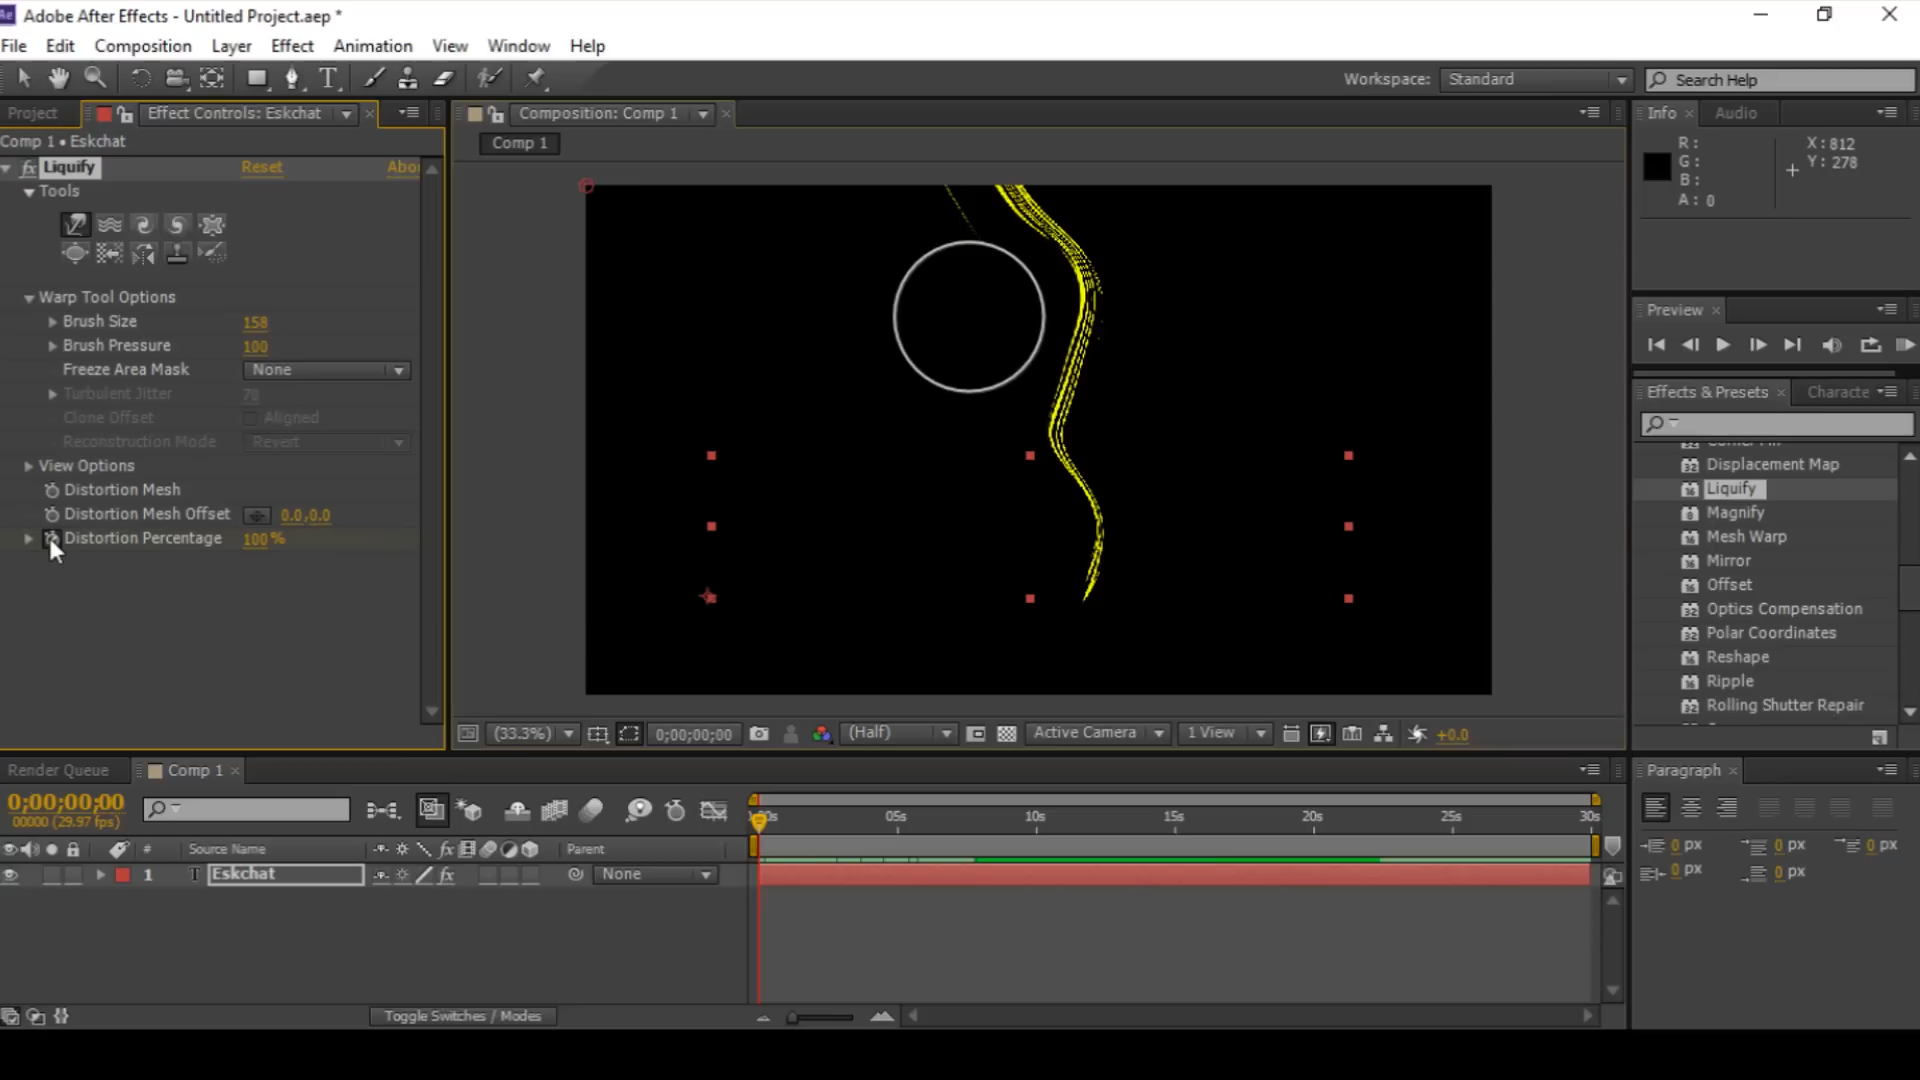 Adobe After Effects - Untitled Project.aep *
File Edit Composition Layer Effect Animation View Window Help
Workspace: Standard
Search Help
Project
Effect Controls: Eskchat
Comp 1 • Eskchat
Liquify Reset Abo
Tools
Warp Tool Options
Brush Size 158
Brush Pressure 100
Freeze Area Mask None
Turbulent Jitter 70
Clone Offset Aligned
Reconstruction Mode Revert
View Options
Distortion Mesh
Distortion Mesh Offset 0.0,0.0
Distortion Percentage 100 %
Composition: Comp 1
Comp 1
(33.3%) 0;00;00;00 (Half) Active Camera 1 View +0.0
Info Audio
R:
G:
B:
A: 0
X: 812
Y: 278
Preview
Effects & Presets Characte
Displacement Map
Liquify
Magnify
Mesh Warp
Mirror
Offset
Optics Compensation
Polar Coordinates
Reshape
Ripple
Rolling Shutter Repair
Render Queue
Comp 1
0;00;00;00
00000 (29.97 fps)
05s 10s 15s 20s 25s 30s
# Source Name fx Parent
1 T Eskchat fx None
Toggle Switches / Modes
Paragraph
0 px 0 px 0 px
0 px 0 px